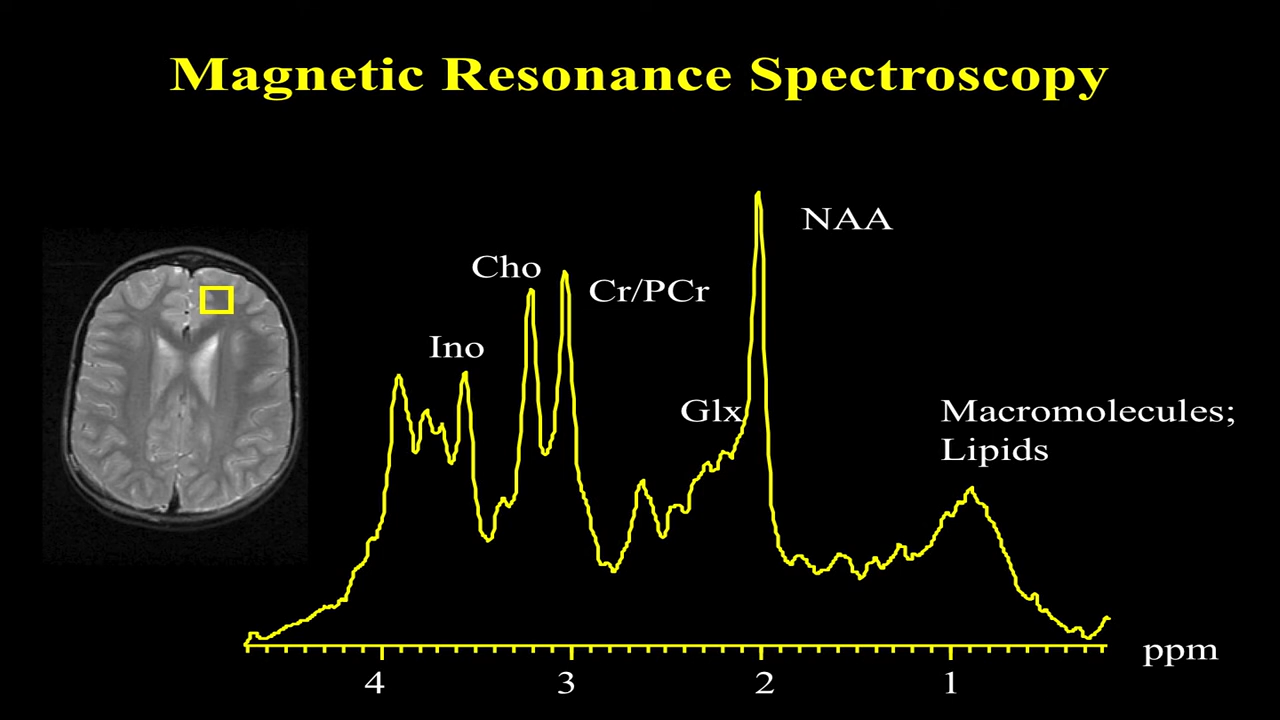 Magnetic Resonance Spectroscopy
NAA
Cho
Cr/PCr
Ino
Glx
Macromolecules;
Lipids
ppm
4
3
2
1